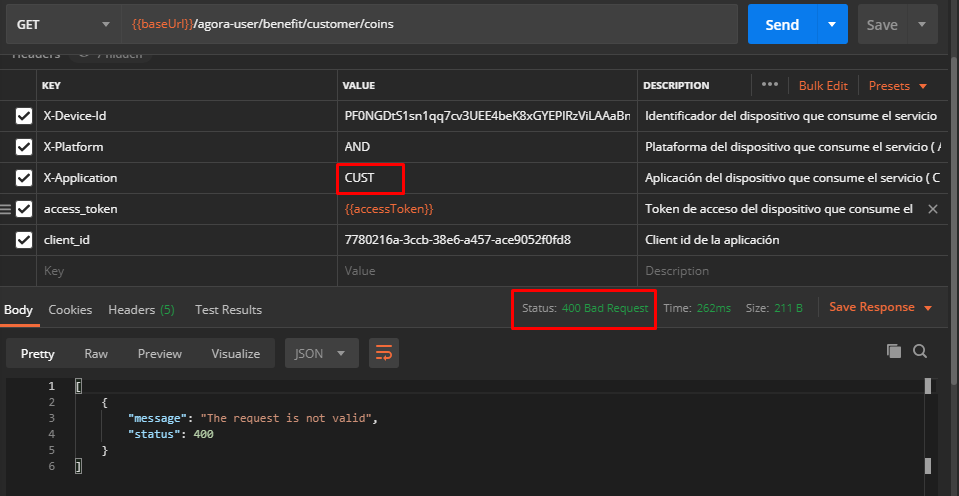 GET {{baseUrl}}/agora-user/benefit/customer/coins Send Save
Headers 7 hidden
KEY VALUE DESCRIPTION ••• Bulk Edit Presets
X-Device-Id PF0NGDtS1sn1qq7cv3UEE4beK8xGYEPlRzViLAAaBn Identificador del dispositivo que consume el servicio
X-Platform AND Plataforma del dispositivo que consume el servicio ( A
X-Application CUST Aplicación del dispositivo que consume el servicio ( C
access_token {{accessToken}} Token de acceso del dispositivo que consume el
client_id 7780216a-3ccb-38e6-a457-ace9052f0fd8 Client id de la aplicación
Key Value Description
Body Cookies Headers (5) Test Results Status: 400 Bad Request Time: 262ms Size: 211 B Save Response
Pretty Raw Preview Visualize JSON
1 [
2 {
3 "message": "The request is not valid",
4 "status": 400
5 }
6 ]